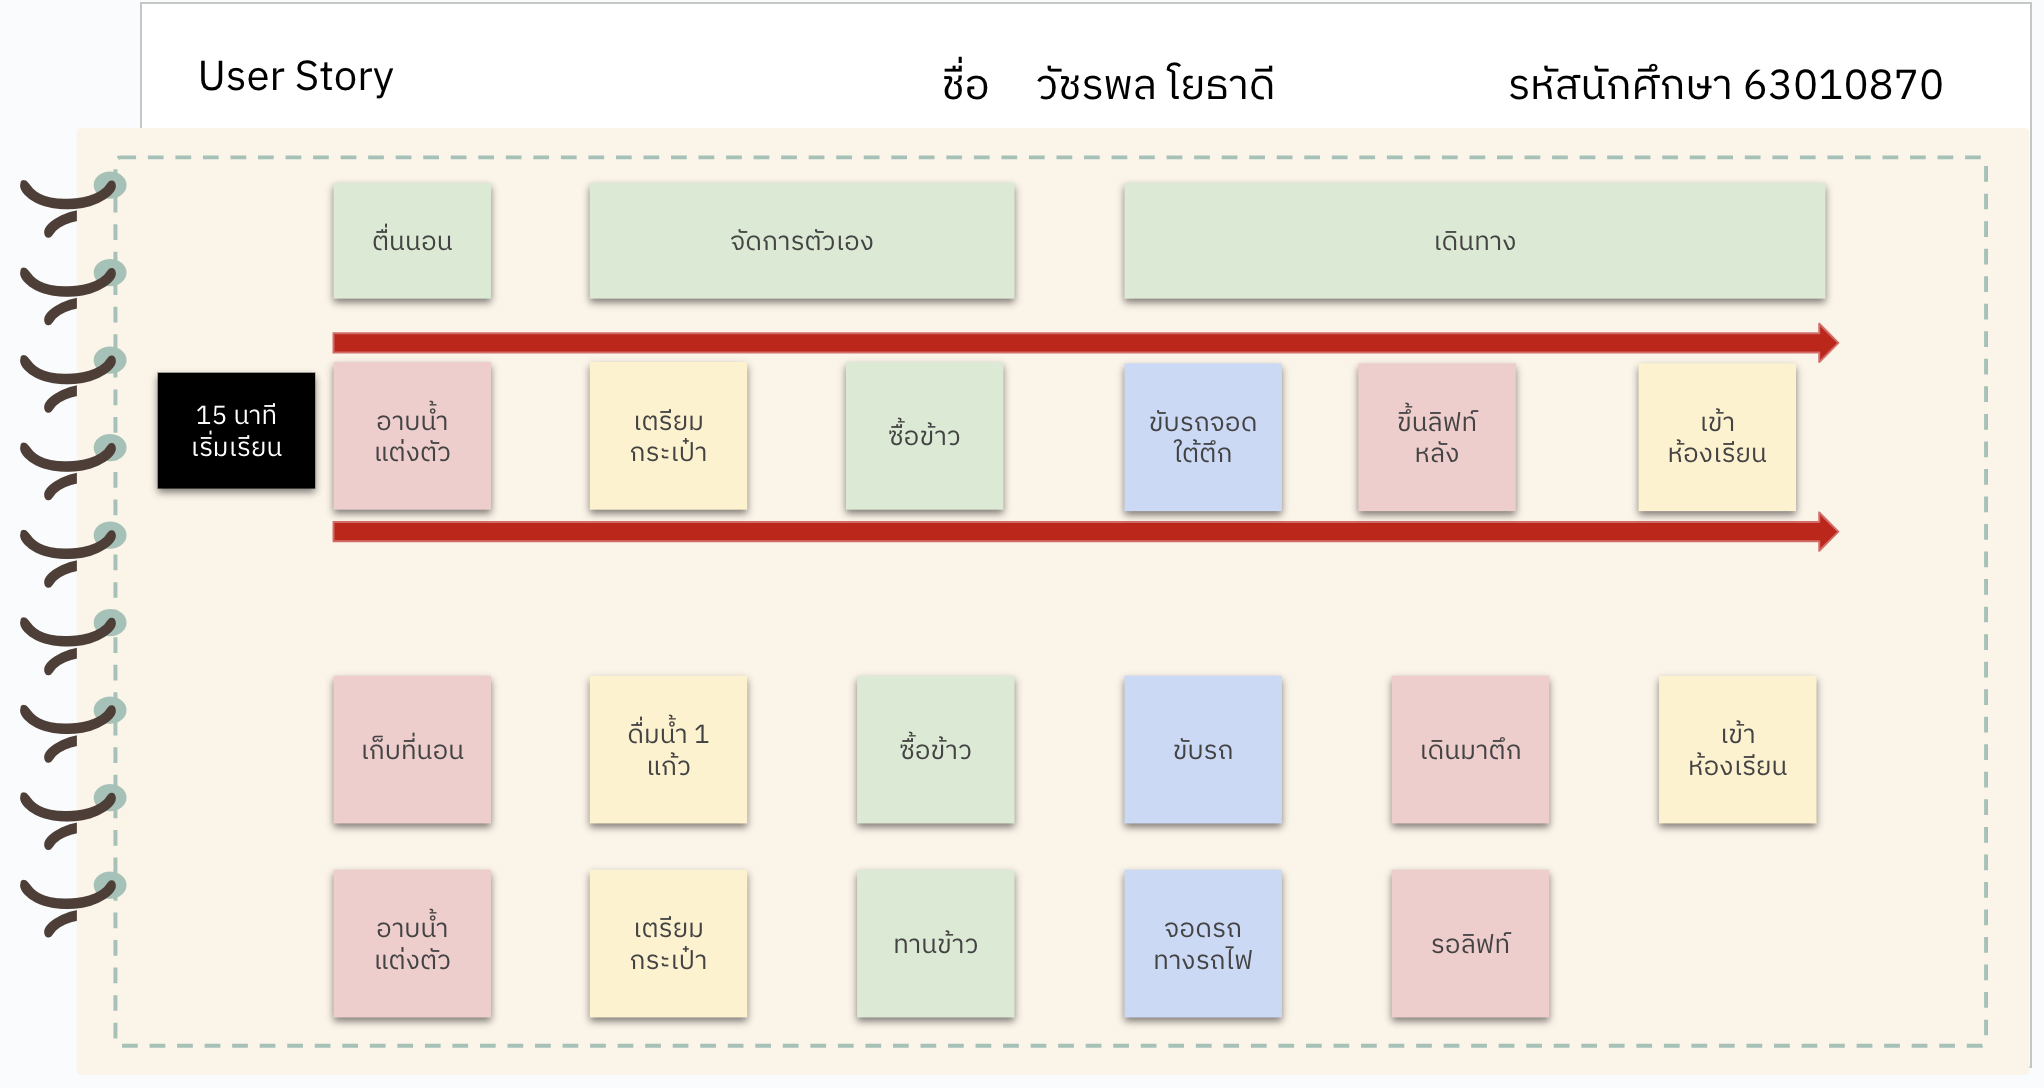 User Story
ชื่อ วัชรพล โยธาดี
รหัสนักศึกษา 63010870
ตื่นนอน
จัดการตัวเอง
เดินทาง
15 นาที
เริ่มเรียน
อาบน้ำ
แต่งตัว
เตรียม
กระเป๋า
ซื้อข้าว
ขับรถจอด
ใต้ตึก
ขึ้นลิฟท์
หลัง
เข้า
ห้องเรียน
เก็บที่นอน
ดื่มน้ำ 1
แก้ว
ซื้อข้าว
ขับรถ
เดินมาตึก
เข้า
ห้องเรียน
อาบน้ำ
แต่งตัว
เตรียม
กระเป๋า
ทานข้าว
จอดรถ
ทางรถไฟ
รอลิฟท์